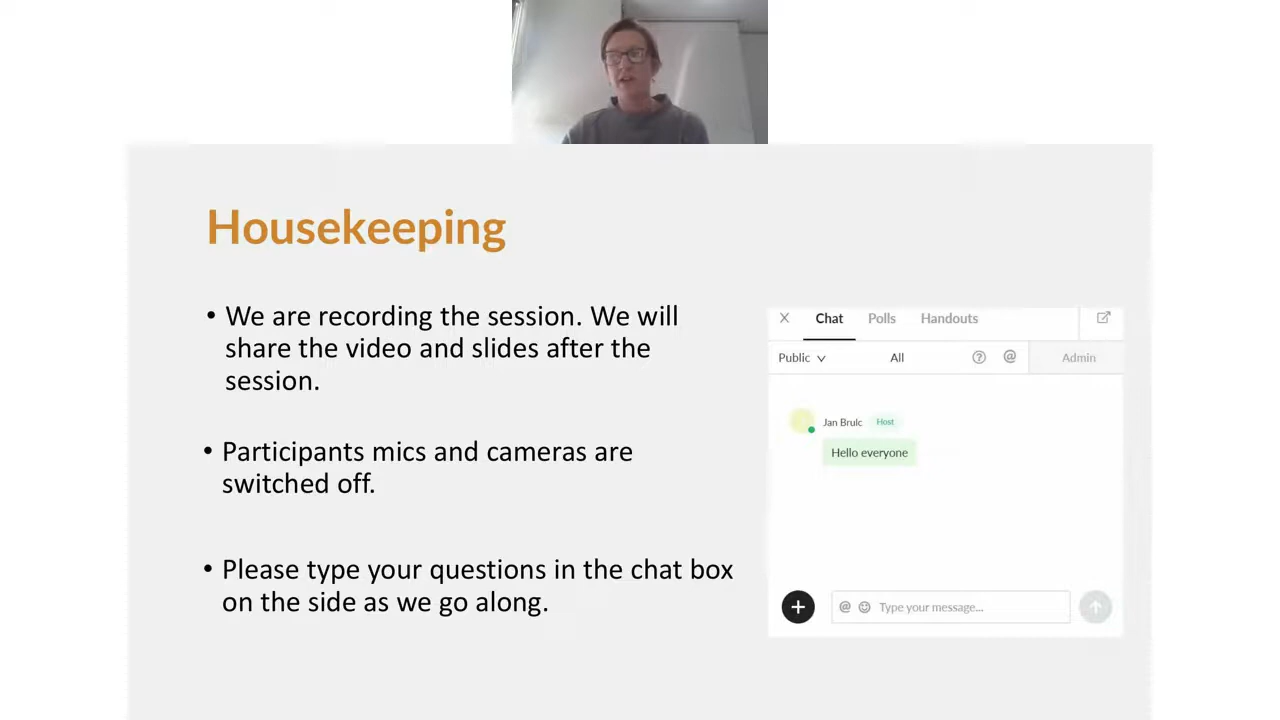 Housekeeping
• We are recording the session. We will
share the video and slides after the
session.
• Participants mics and cameras are
switched off.
• Please type your questions in the chat box
on the side as we go along.
Chat Polls Handouts
Public All @ Admin
Jan Brulc Host
Hello everyone
@ Type your message...